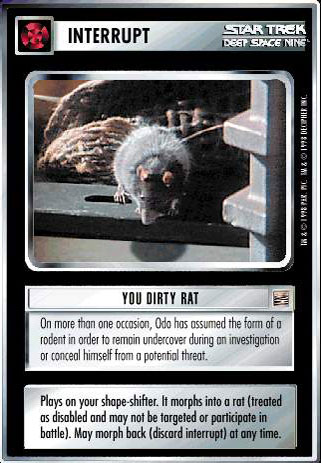 INTERRUPT
STAR TREK
DEEP SPACE NINE
TM & © 1998 PAR. PIC. TM & © 1998 DECIPHER INC.
YOU DIRTY RAT
On more than one occasion, Odo has assumed the form of a
rodent in order to remain undercover during an investigation
or conceal himself from a potential threat.
Plays on your shape-shifter. It morphs into a rat (treated
as disabled and may not be targeted or participate in
battle). May morph back (discard interrupt) at any time.